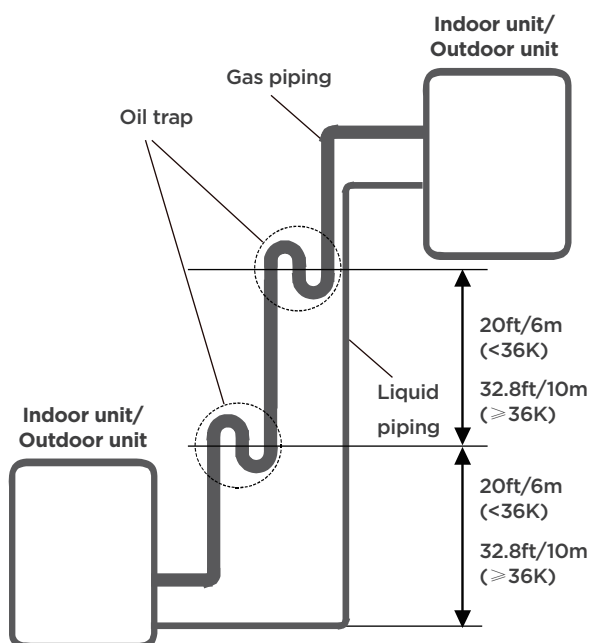 Indoor unit/
Outdoor unit
Gas piping
Oil trap
20ft/6m
(<36K)
32.8ft/10m
(⩾36K)
Liquid
piping
Indoor unit/
Outdoor unit
20ft/6m
(<36K)
32.8ft/10m
(⩾36K)